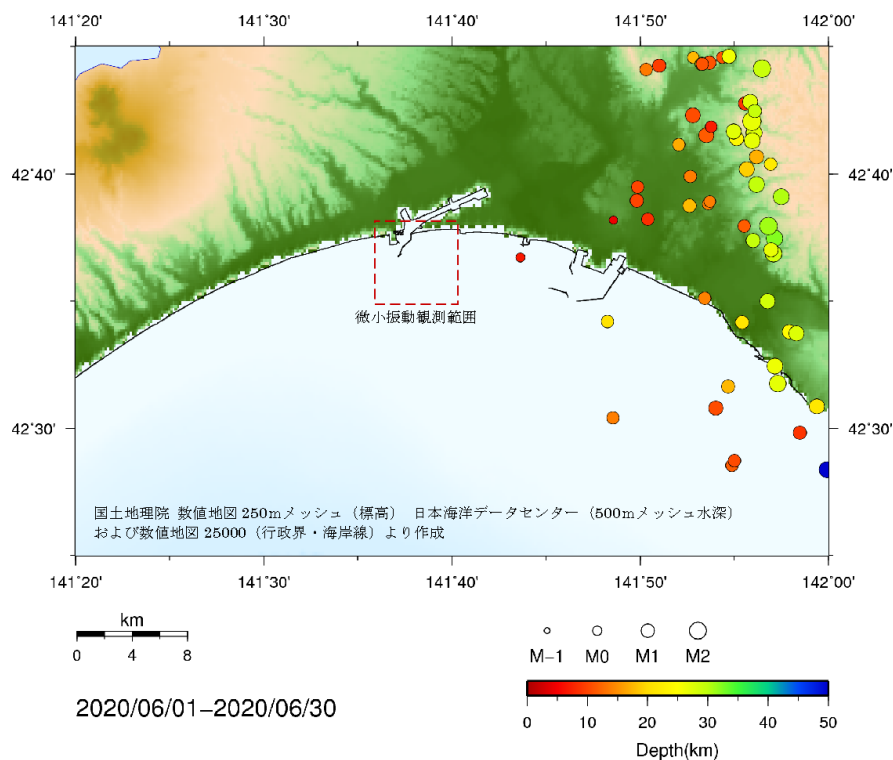 141°20' 141°30' 141°40' 141°50' 142°00'
42°40' 42°40'
微小振動観測範囲
42°30' 42°30'
国土地理院 数値地図250mメッシュ（標高） 日本海洋データセンター（500mメッシュ水深）
および数値地図25000（行政界・海岸線）より作成
141°20' 141°30' 141°40' 141°50' 142°00'
km
0 4 8
M-1 M0 M1 M2
2020/06/01-2020/06/30
0 10 20 30 40 50
Depth(km)